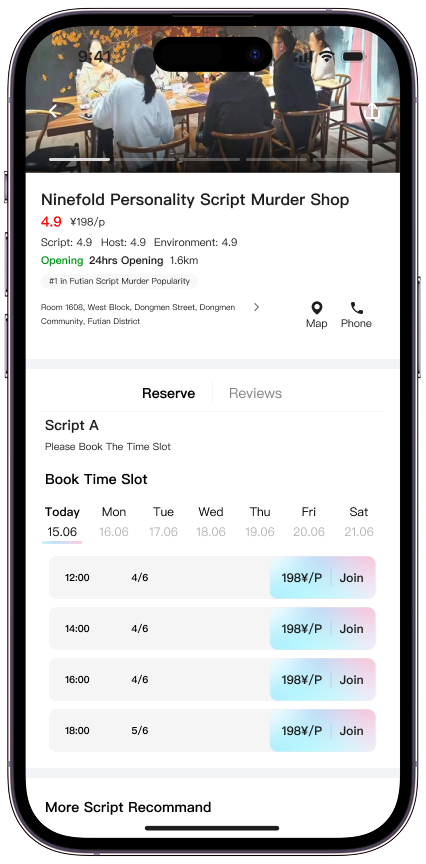 9:41
Ninefold Personality Script Murder Shop
4.9 ¥198/p
Script: 4.9 Host: 4.9 Environment: 4.9
Opening 24hrs Opening 1.6km
#1 in Futian Script Murder Popularity
Room 1608, West Block, Dongmen Street, Dongmen
Community, Futian District
Map Phone
Reserve Reviews
Script A
Please Book The Time Slot
Book Time Slot
Today Mon Tue Wed Thu Fri Sat
15.06 16.06 17.06 18.06 19.06 20.06 21.06
12:00 4/6 198¥/P Join
14:00 4/6 198¥/P Join
16:00 4/6 198¥/P Join
18:00 5/6 198¥/P Join
More Script Recommand